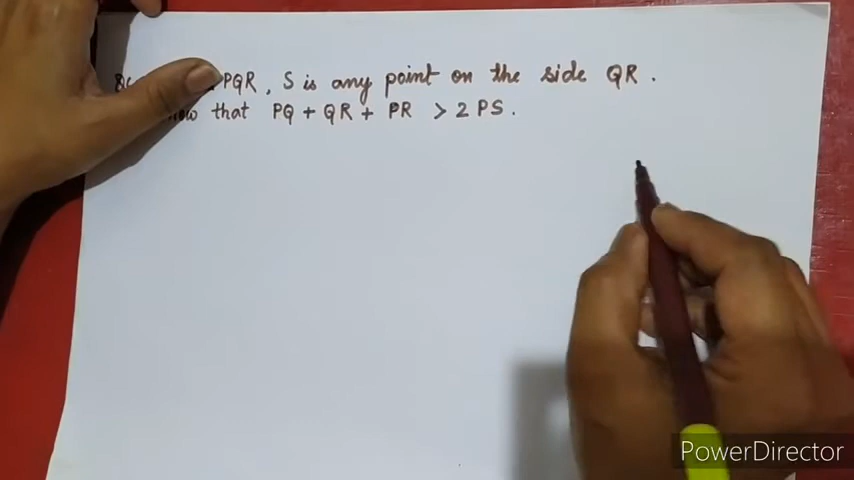 PQR, S is any point on the side QR.
that PQ + QR + PR > 2 PS.
PowerDirector